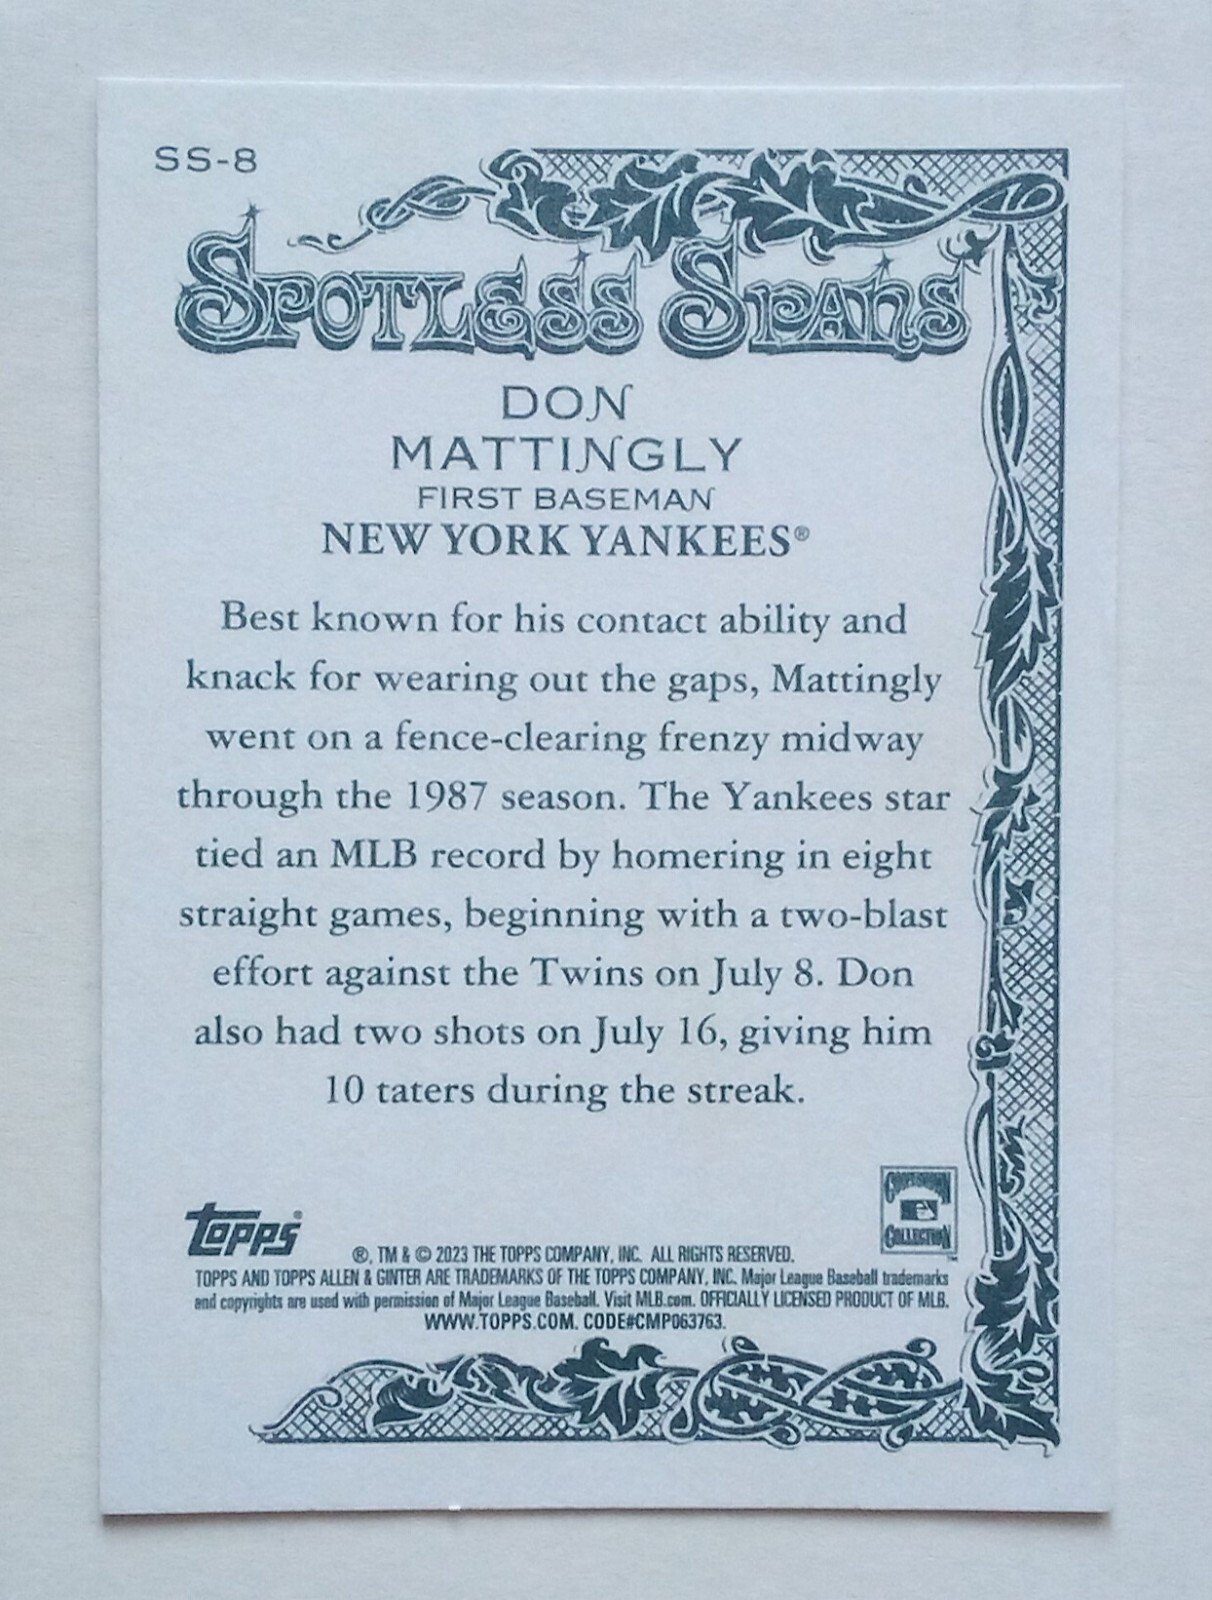 SS-8
SPOTLESS SPANS
DON
MATTINGLY
FIRST BASEMAN
NEW YORK YANKEES®
Best known for his contact ability and
knack for wearing out the gaps, Mattingly
went on a fence-clearing frenzy midway
through the 1987 season. The Yankees star
tied an MLB record by homering in eight
straight games, beginning with a two-blast
effort against the Twins on July 8. Don
also had two shots on July 16, giving him
10 taters during the streak.
COOPERSTOWN
COLLECTION™
topps®
®, TM & © 2023 THE TOPPS COMPANY, INC. ALL RIGHTS RESERVED.
TOPPS AND TOPPS ALLEN & GINTER ARE TRADEMARKS OF THE TOPPS COMPANY, INC. Major League Baseball trademarks
and copyrights are used with permission of Major League Baseball. Visit MLB.com. OFFICIALLY LICENSED PRODUCT OF MLB.
WWW.TOPPS.COM. CODE#CMP063763.